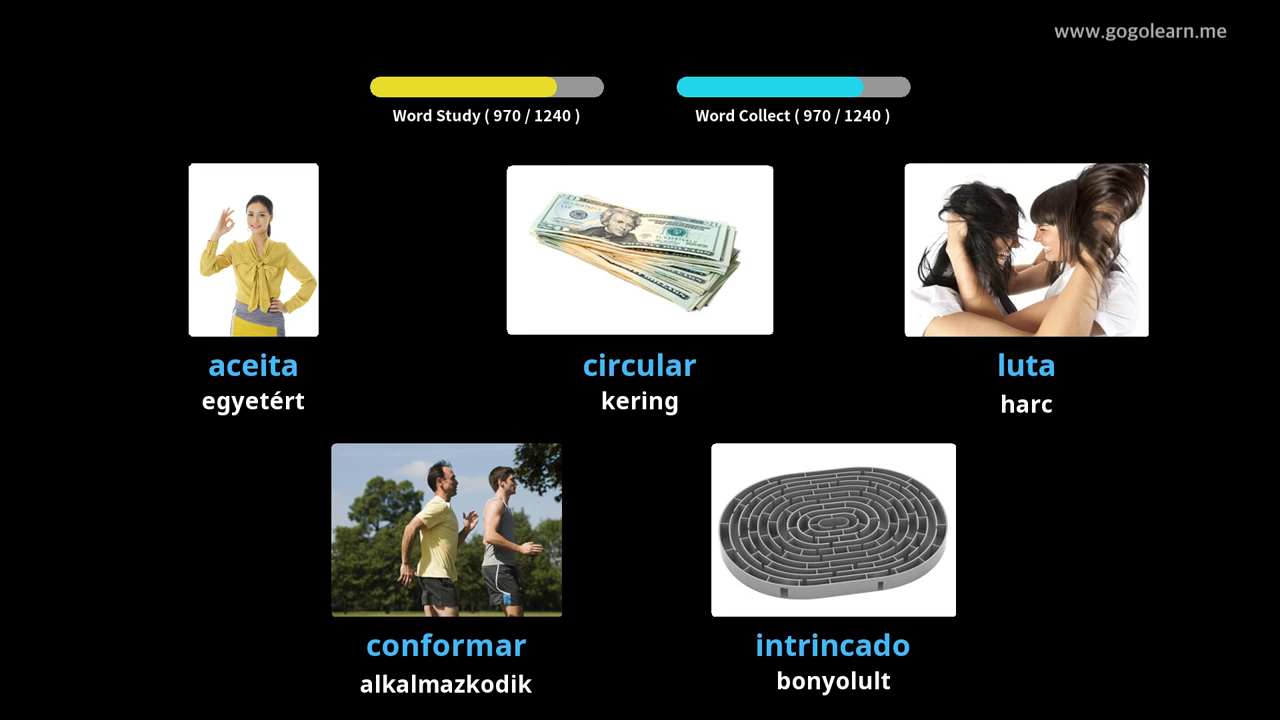 www.gogolearn.me
Word Study ( 970 / 1240 )
Word Collect ( 970 / 1240 )
aceita
egyetért
circular
kering
luta
harc
conformar
alkalmazkodik
intrincado
bonyolult